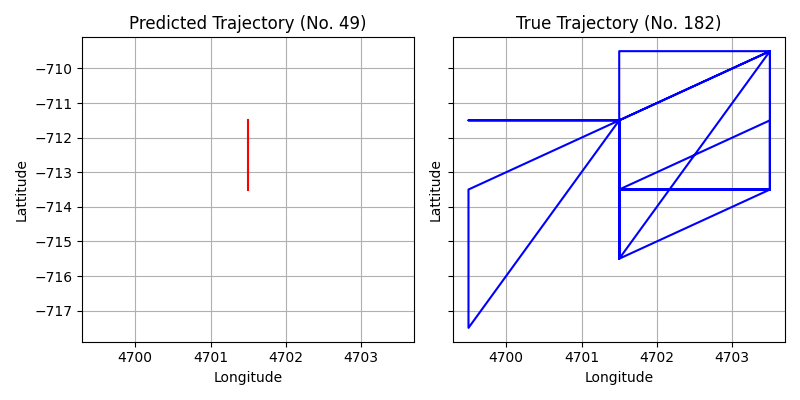 Predicted Trajectory (No. 49)
Lattitude
−710
−711
−712
−713
−714
−715
−716
−717
4700 4701 4702 4703
Longitude
True Trajectory (No. 182)
Lattitude
4700 4701 4702 4703
Longitude